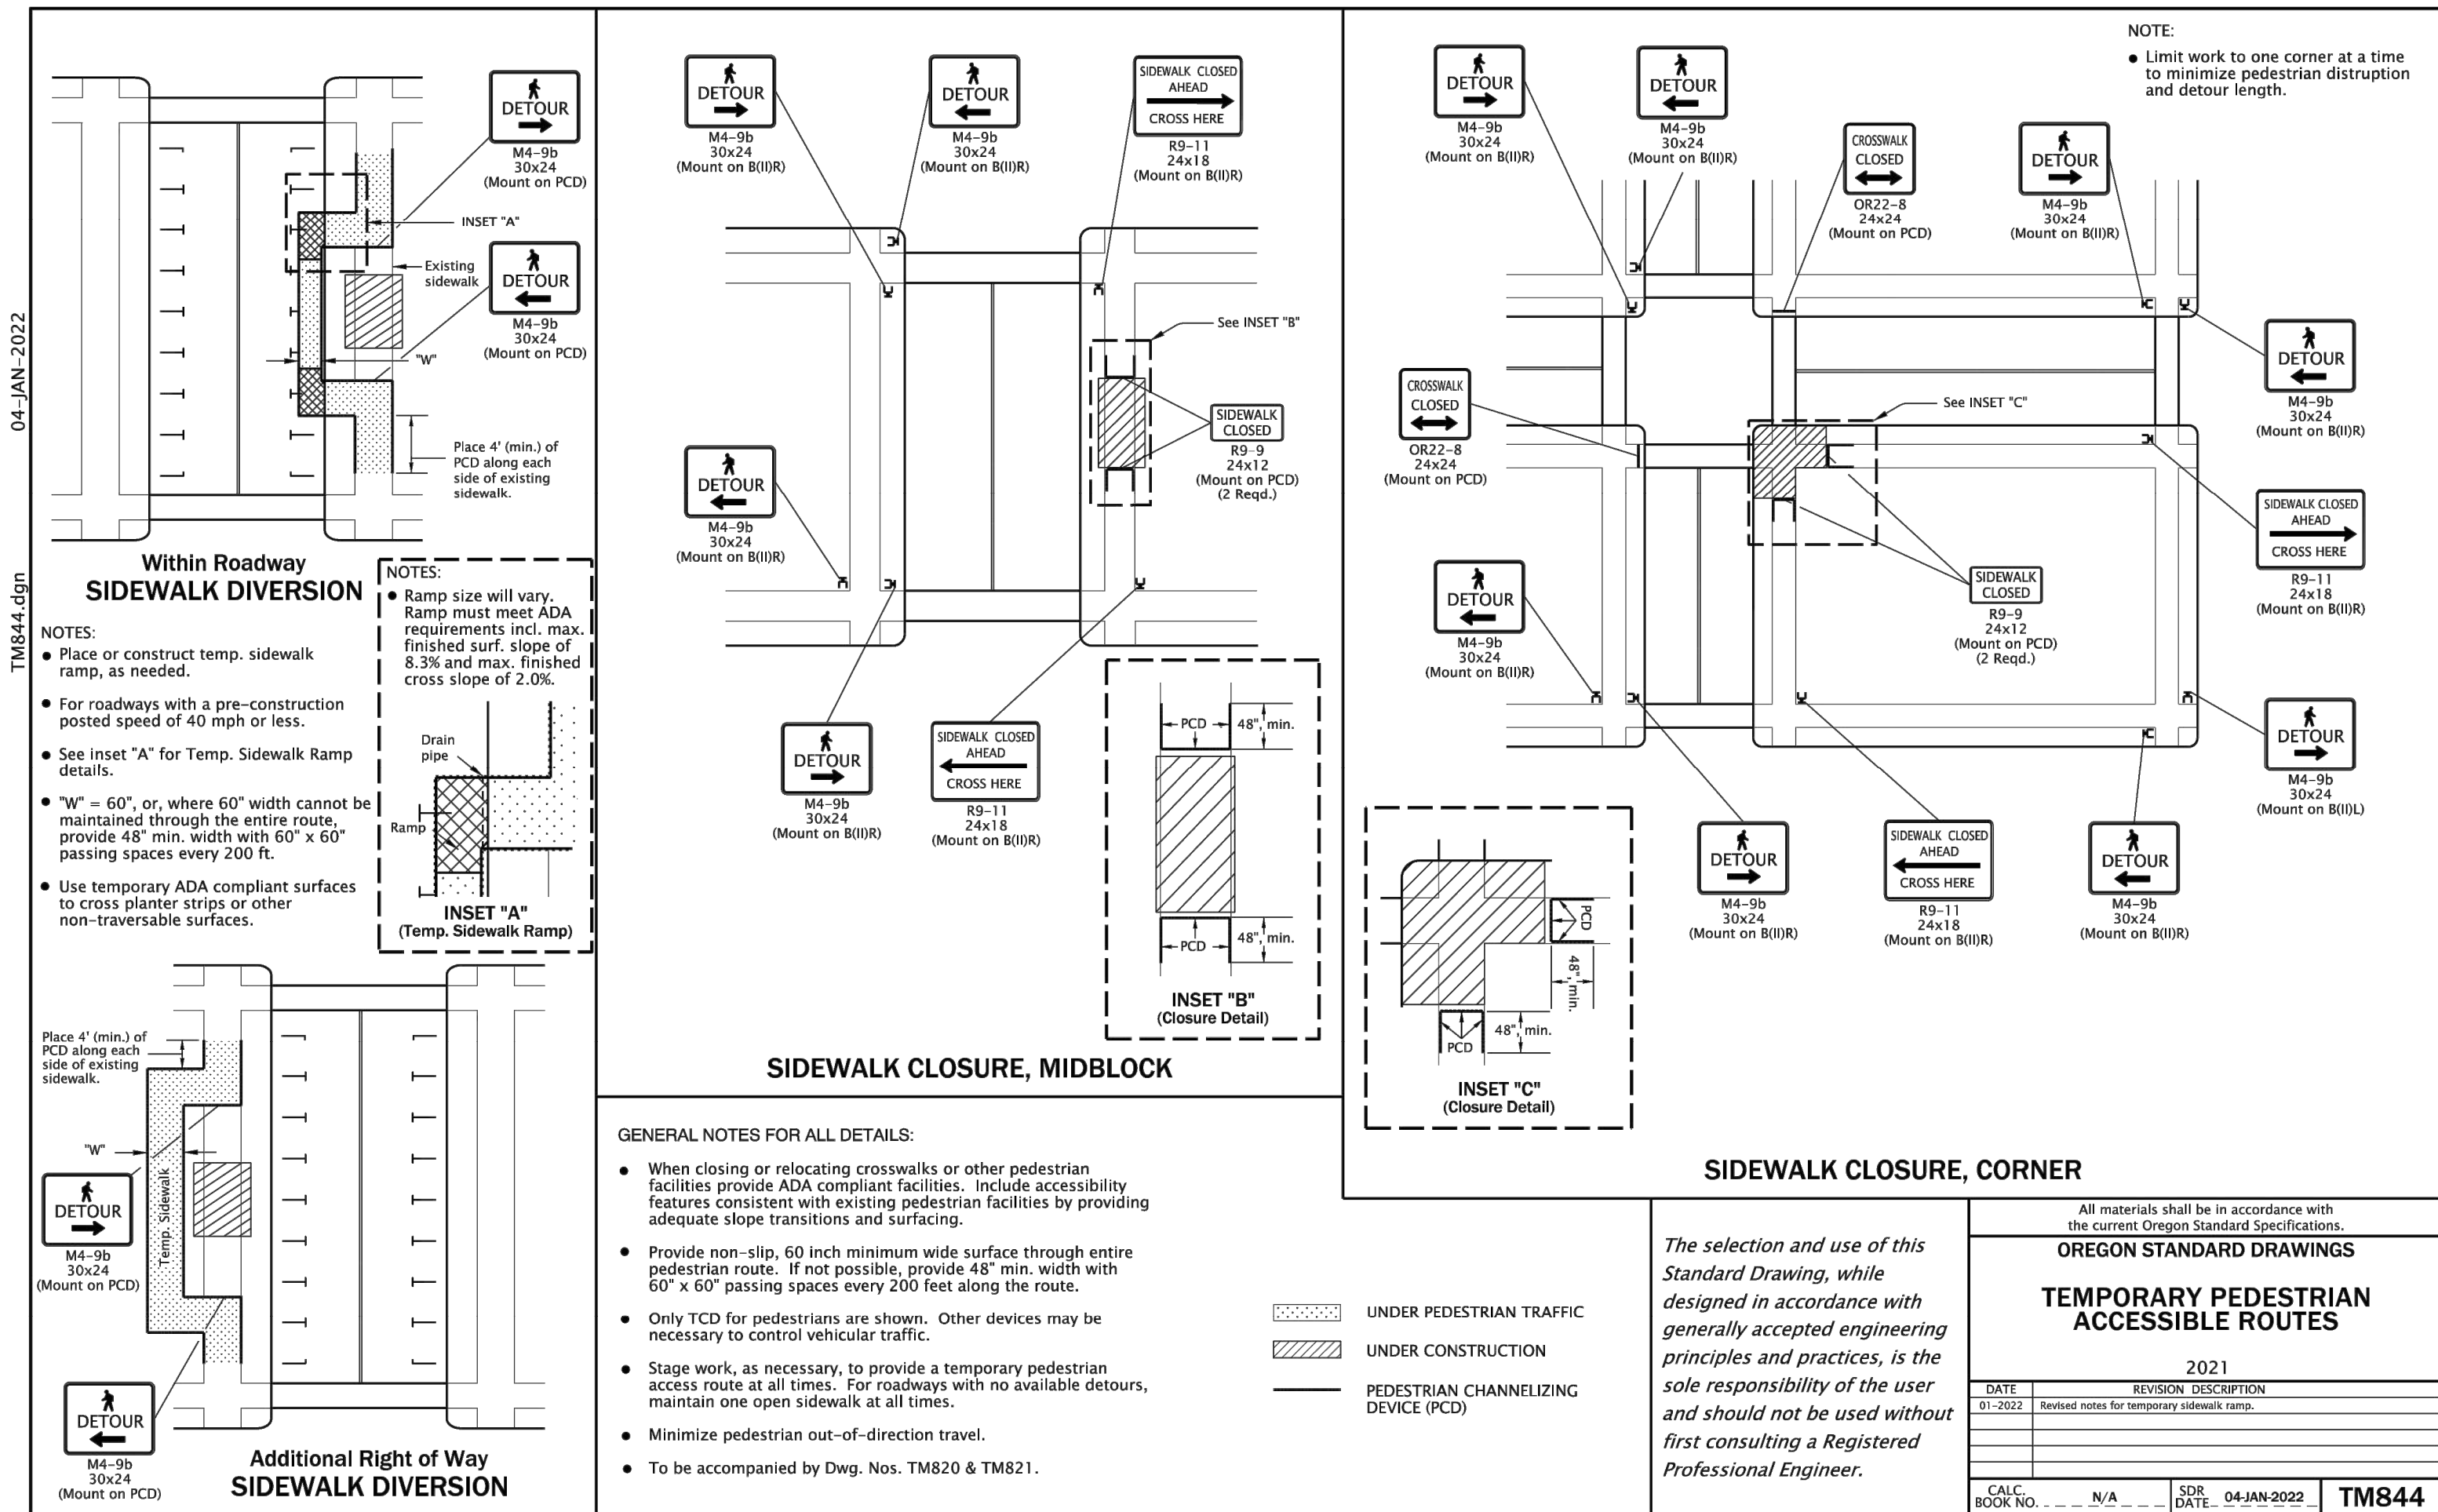 04-JAN-2022
TM844.dgn
DETOUR
M4-9b
30x24
(Mount on PCD)
INSET "A"
Existing
sidewalk
DETOUR
M4-9b
30x24
(Mount on PCD)
"W"
Place 4' (min.) of
PCD along each
side of existing
sidewalk.
Within Roadway
SIDEWALK DIVERSION
NOTES:
● Place or construct temp. sidewalk
ramp, as needed.
● For roadways with a pre-construction
posted speed of 40 mph or less.
● See inset "A" for Temp. Sidewalk Ramp
details.
● "W" = 60", or, where 60" width cannot be
maintained through the entire route,
provide 48" min. width with 60" x 60"
passing spaces every 200 ft.
● Use temporary ADA compliant surfaces
to cross planter strips or other
non-traversable surfaces.
NOTES:
● Ramp size will vary.
Ramp must meet ADA
requirements incl. max.
finished surf. slope of
8.3% and max. finished
cross slope of 2.0%.
Drain
pipe
Ramp
INSET "A"
(Temp. Sidewalk Ramp)
Place 4' (min.) of
PCD along each
side of existing
sidewalk.
"W"
Temp. Sidewalk
DETOUR
M4-9b
30x24
(Mount on PCD)
DETOUR
M4-9b
30x24
(Mount on PCD)
Additional Right of Way
SIDEWALK DIVERSION
DETOUR
M4-9b
30x24
(Mount on B(II)R)
DETOUR
M4-9b
30x24
(Mount on B(II)R)
SIDEWALK CLOSED
AHEAD
CROSS HERE
R9-11
24x18
(Mount on B(II)R)
See INSET "B"
SIDEWALK
CLOSED
R9-9
24x12
(Mount on PCD)
(2 Reqd.)
DETOUR
M4-9b
30x24
(Mount on B(II)R)
DETOUR
M4-9b
30x24
(Mount on B(II)R)
SIDEWALK CLOSED
AHEAD
CROSS HERE
R9-11
24x18
(Mount on B(II)R)
PCD
48", min.
PCD
48", min.
INSET "B"
(Closure Detail)
SIDEWALK CLOSURE, MIDBLOCK
NOTE:
● Limit work to one corner at a time
to minimize pedestrian distruption
and detour length.
DETOUR
M4-9b
30x24
(Mount on B(II)R)
DETOUR
M4-9b
30x24
(Mount on B(II)R)
CROSSWALK
CLOSED
OR22-8
24x24
(Mount on PCD)
DETOUR
M4-9b
30x24
(Mount on B(II)R)
DETOUR
M4-9b
30x24
(Mount on B(II)R)
CROSSWALK
CLOSED
OR22-8
24x24
(Mount on PCD)
See INSET "C"
SIDEWALK CLOSED
AHEAD
CROSS HERE
R9-11
24x18
(Mount on B(II)R)
SIDEWALK
CLOSED
R9-9
24x12
(Mount on PCD)
(2 Reqd.)
DETOUR
M4-9b
30x24
(Mount on B(II)R)
DETOUR
M4-9b
30x24
(Mount on B(II)L)
DETOUR
M4-9b
30x24
(Mount on B(II)R)
SIDEWALK CLOSED
AHEAD
CROSS HERE
R9-11
24x18
(Mount on B(II)R)
DETOUR
M4-9b
30x24
(Mount on B(II)R)
PCD
48", min.
PCD
48", min.
INSET "C"
(Closure Detail)
SIDEWALK CLOSURE, CORNER
GENERAL NOTES FOR ALL DETAILS:
● When closing or relocating crosswalks or other pedestrian
facilities provide ADA compliant facilities. Include accessibility
features consistent with existing pedestrian facilities by providing
adequate slope transitions and surfacing.
● Provide non-slip, 60 inch minimum wide surface through entire
pedestrian route. If not possible, provide 48" min. width with
60" x 60" passing spaces every 200 feet along the route.
● Only TCD for pedestrians are shown. Other devices may be
necessary to control vehicular traffic.
● Stage work, as necessary, to provide a temporary pedestrian
access route at all times. For roadways with no available detours,
maintain one open sidewalk at all times.
● Minimize pedestrian out-of-direction travel.
● To be accompanied by Dwg. Nos. TM820 & TM821.
UNDER PEDESTRIAN TRAFFIC
UNDER CONSTRUCTION
PEDESTRIAN CHANNELIZING
DEVICE (PCD)
The selection and use of this
Standard Drawing, while
designed in accordance with
generally accepted engineering
principles and practices, is the
sole responsibility of the user
and should not be used without
first consulting a Registered
Professional Engineer.
All materials shall be in accordance with
the current Oregon Standard Specifications.
OREGON STANDARD DRAWINGS
TEMPORARY PEDESTRIAN
ACCESSIBLE ROUTES
2021
DATE REVISION DESCRIPTION
01-2022 Revised notes for temporary sidewalk ramp.
CALC.
BOOK NO. N/A
SDR
DATE 04-JAN-2022
TM844